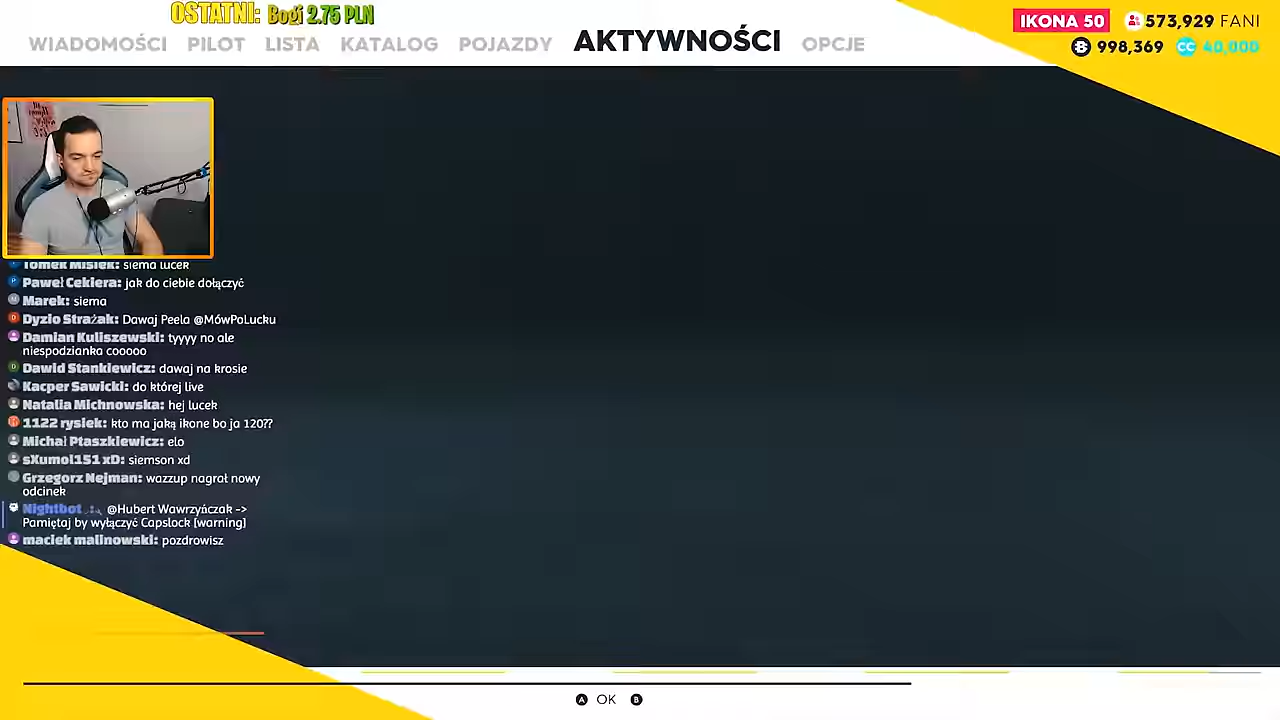 OSTATNI: Bogi 2.75 PLN
WIADOMOŚCI PILOT LISTA KATALOG POJAZDY AKTYWNOŚCI OPCJE
IKONA 50 573,929 FANI
998,369 CC 40,000
Tomek Misiek: siema lucek
Paweł Cekiera: jak do ciebie dołączyć
Marek: siema
Dyzio Strażak: Dawaj Peela @MówPoLucku
Damian Kuliszewski: tyyyy no ale
niespodzianka cooooo
Dawid Stankiewicz: dawaj na krosie
Kacper Sawicki: do której live
Natalia Michnowska: hej lucek
1122 rysiek: kto ma jaką ikone bo ja 120??
Michał Ptaszkiewicz: elo
sXumol151 xD: siemson xd
Grzegorz Nejman: wazzup nagrał nowy
odcinek
Nightbot : @Hubert Wawrzyńczak ->
Pamiętaj by wyłączyć Capslock [warning]
maciek malinowski: pozdrowisz
A OK B